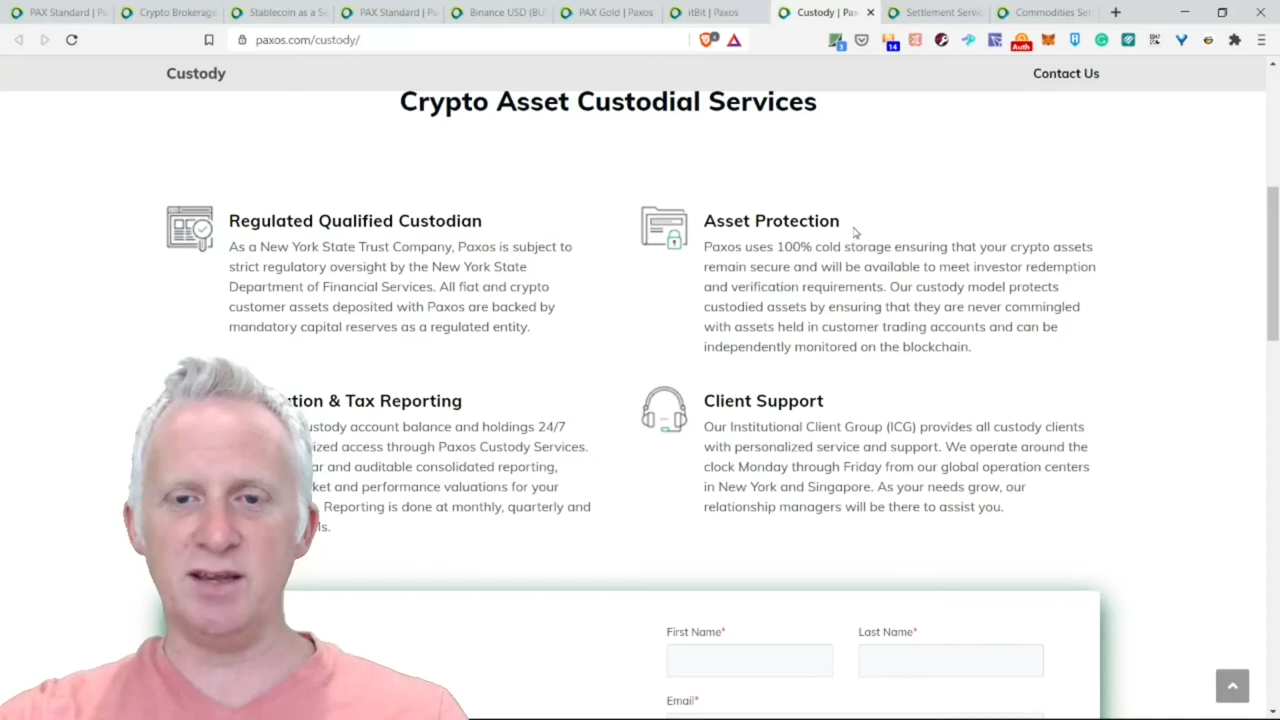 PAX Standard | Pa
Crypto Brokerage
Stablecoin as a Se
PAX Standard | Pa
Binance USD (BU
PAX Gold | Paxos
itBit | Paxos
Custody | Pax
Settlement Servi
Commodities Set
paxos.com/custody/
4
3
14
Auth
Custody
Contact Us
Crypto Asset Custodial Services
Regulated Qualified Custodian
As a New York State Trust Company, Paxos is subject to
strict regulatory oversight by the New York State
Department of Financial Services. All fiat and crypto
customer assets deposited with Paxos are backed by
mandatory capital reserves as a regulated entity.
Asset Protection
Paxos uses 100% cold storage ensuring that your crypto assets
remain secure and will be available to meet investor redemption
and verification requirements. Our custody model protects
custodied assets by ensuring that they are never commingled
with assets held in customer trading accounts and can be
independently monitored on the blockchain.
tion & Tax Reporting
stody account balance and holdings 24/7
ized access through Paxos Custody Services.
ar and auditable consolidated reporting,
ket and performance valuations for your
Reporting is done at monthly, quarterly and
ls.
Client Support
Our Institutional Client Group (ICG) provides all custody clients
with personalized service and support. We operate around the
clock Monday through Friday from our global operation centers
in New York and Singapore. As your needs grow, our
relationship managers will be there to assist you.
First Name*
Last Name*
Email*